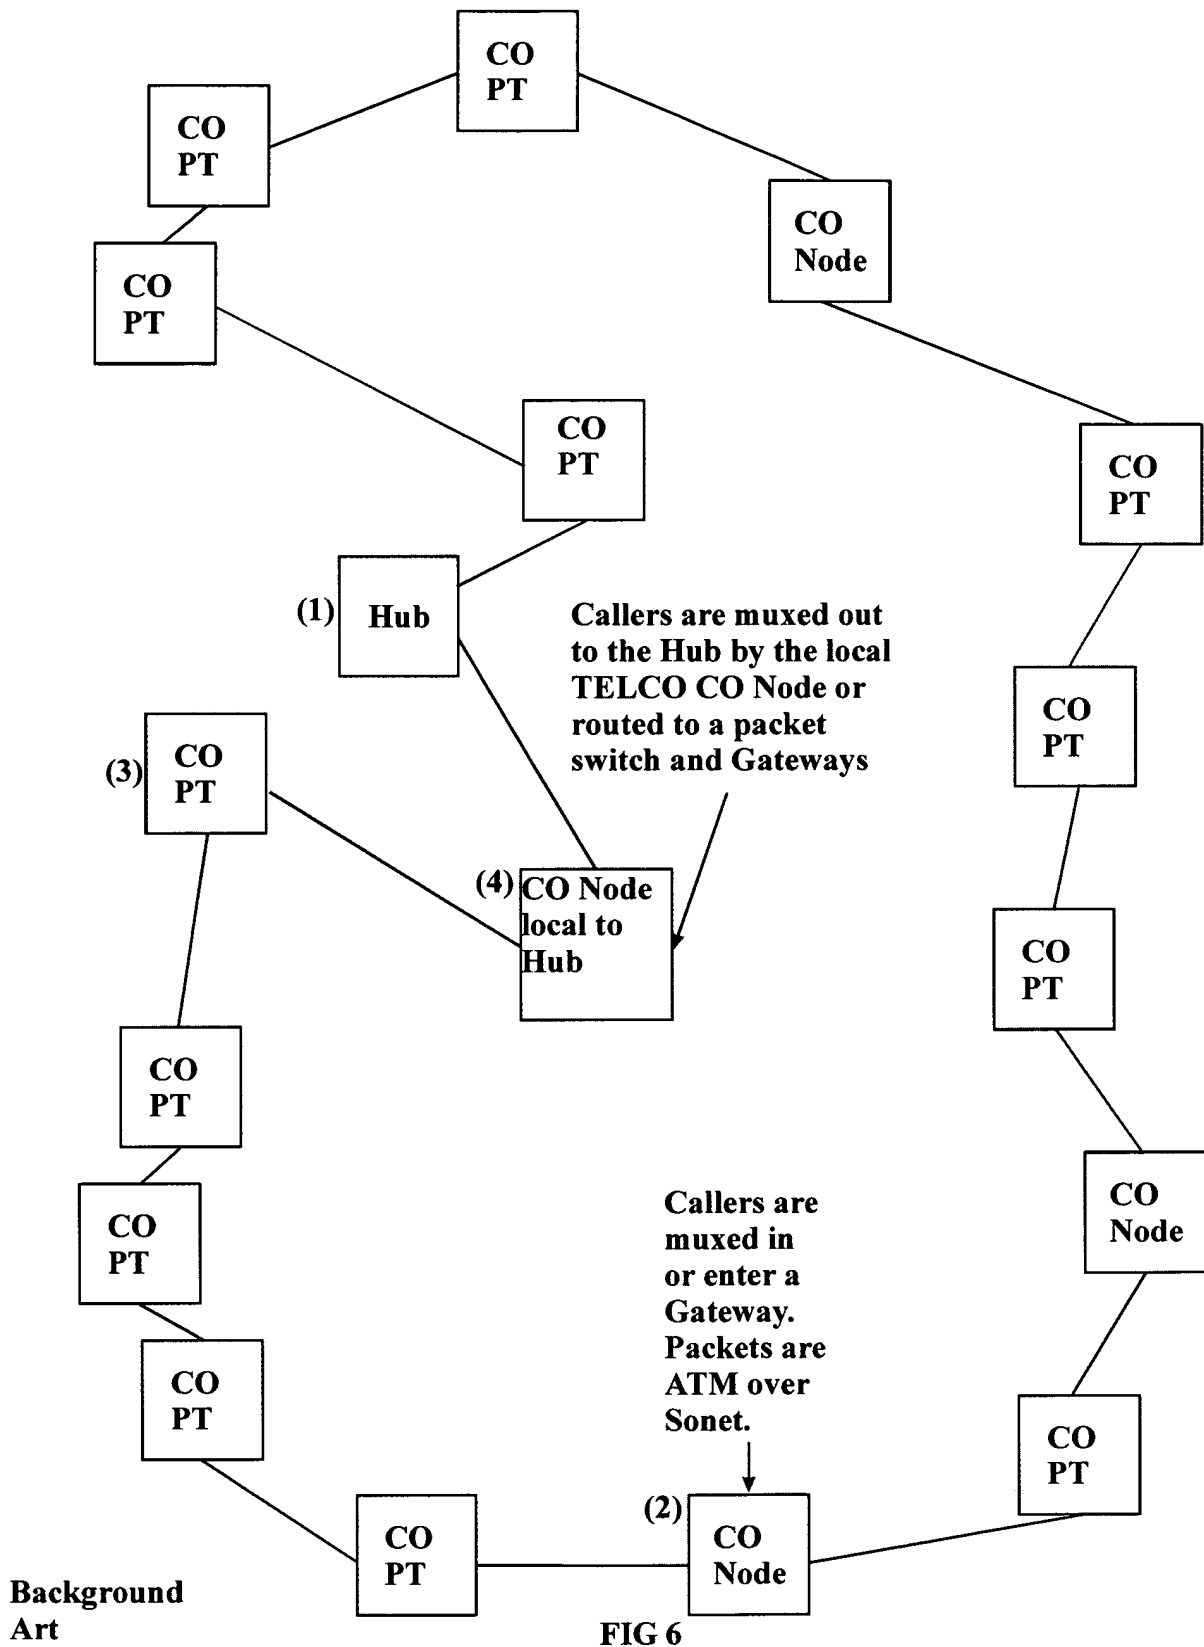 CO
PT
CO
PT
CO
Node
CO
PT
CO
PT
CO
PT
(1)
Hub
Callers are muxed out
to the Hub by the local
TELCO CO Node or
routed to a packet
switch and Gateways
CO
PT
(3)
CO
PT
(4)
CO Node
local to
Hub
CO
PT
CO
PT
CO
Node
Callers are
muxed in
or enter a
Gateway.
Packets are
ATM over
Sonet.
CO
PT
CO
PT
CO
PT
(2)
CO
Node
CO
PT
Background
Art
FIG 6